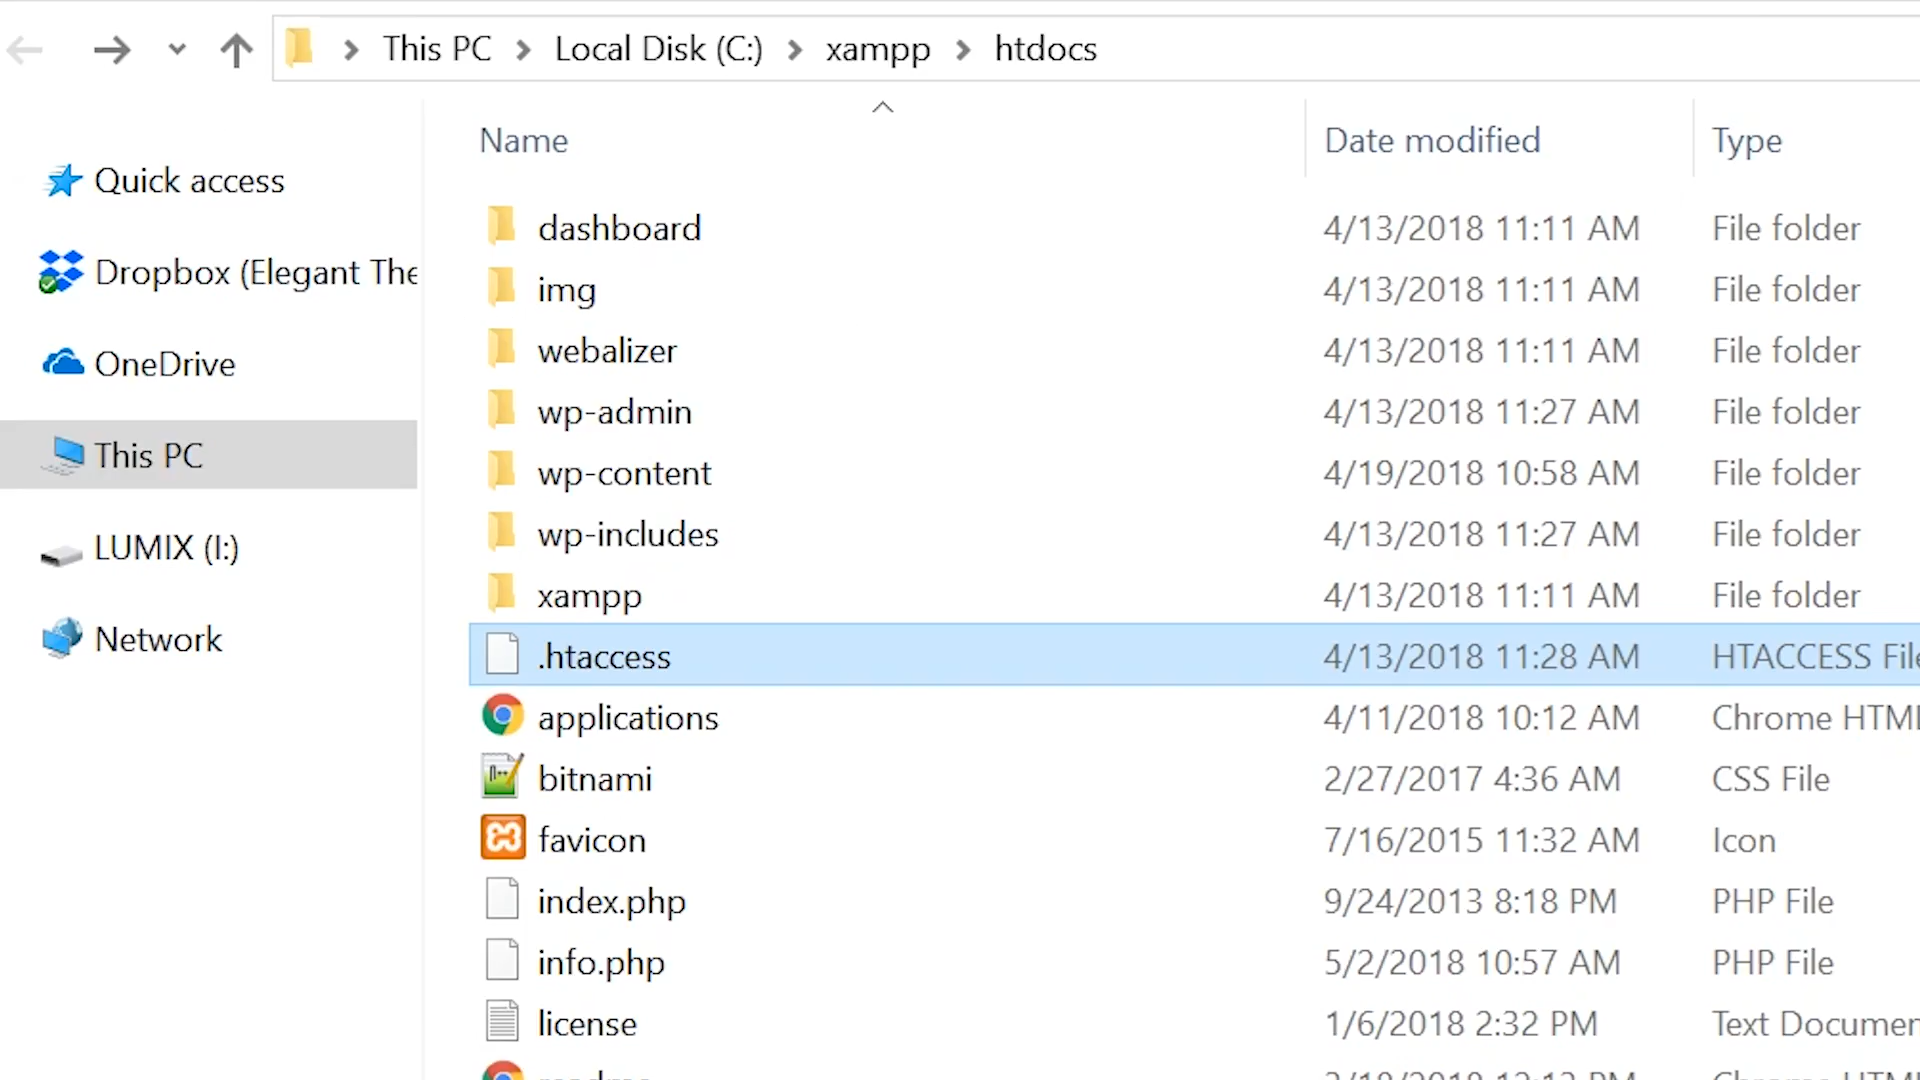 This PC > Local Disk (C:) > xampp > htdocs
Name Date modified Type
Quick access
Dropbox (Elegant The
OneDrive
This PC
LUMIX (I:)
Network
dashboard 4/13/2018 11:11 AM File folder
img 4/13/2018 11:11 AM File folder
webalizer 4/13/2018 11:11 AM File folder
wp-admin 4/13/2018 11:27 AM File folder
wp-content 4/19/2018 10:58 AM File folder
wp-includes 4/13/2018 11:27 AM File folder
xampp 4/13/2018 11:11 AM File folder
.htaccess 4/13/2018 11:28 AM HTACCESS File
applications 4/11/2018 10:12 AM Chrome HTML
bitnami 2/27/2017 4:36 AM CSS File
favicon 7/16/2015 11:32 AM Icon
index.php 9/24/2013 8:18 PM PHP File
info.php 5/2/2018 10:57 AM PHP File
license 1/6/2018 2:32 PM Text Documen